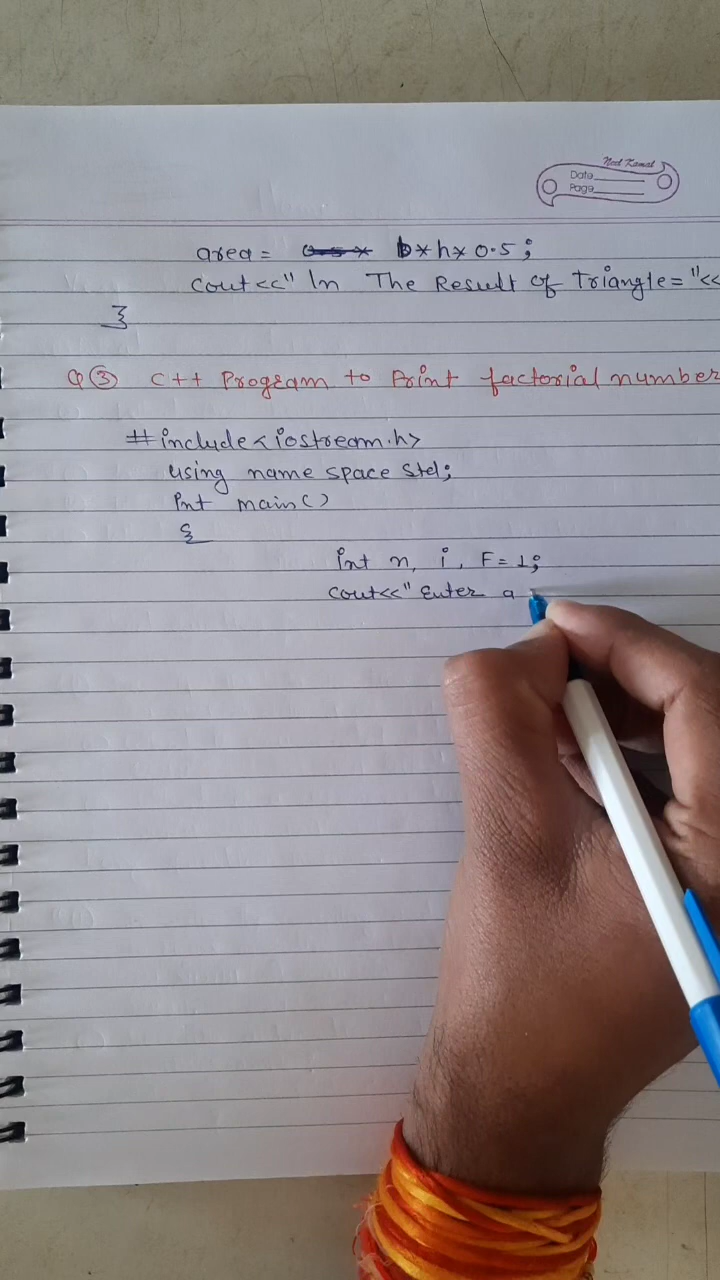 Neel Kamal
Date
Page
area = b*h*0.5;
cout<<" In The Result of Triangle="<<
}
Q③ C++ Program to Print factorial number
#include<iostream.h>
using name space std;
int main()
{
int n, i, F=1;
cout<<" Enter a